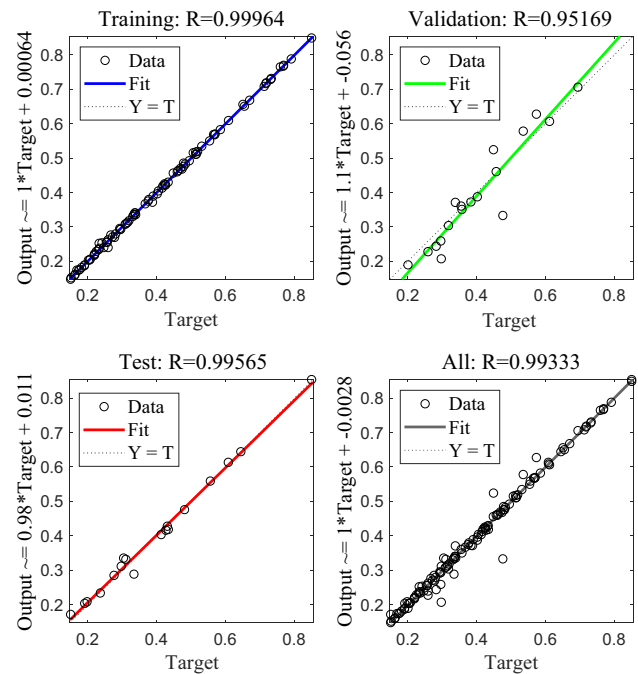 Training: R=0.99964
Output ~= 1*Target + 0.00064
Data
Fit
Y = T
0.8
0.7
0.6
0.5
0.4
0.3
0.2
0.2 0.4 0.6 0.8
Target
Validation: R=0.95169
Output ~= 1.1*Target + -0.056
Data
Fit
Y = T
0.8
0.7
0.6
0.5
0.4
0.3
0.2
0.2 0.4 0.6 0.8
Target
Test: R=0.99565
Output ~= 0.98*Target + 0.011
Data
Fit
Y = T
0.8
0.7
0.6
0.5
0.4
0.3
0.2
0.2 0.4 0.6 0.8
Target
All: R=0.99333
Output ~= 1*Target + -0.0028
Data
Fit
Y = T
0.8
0.7
0.6
0.5
0.4
0.3
0.2
0.2 0.4 0.6 0.8
Target